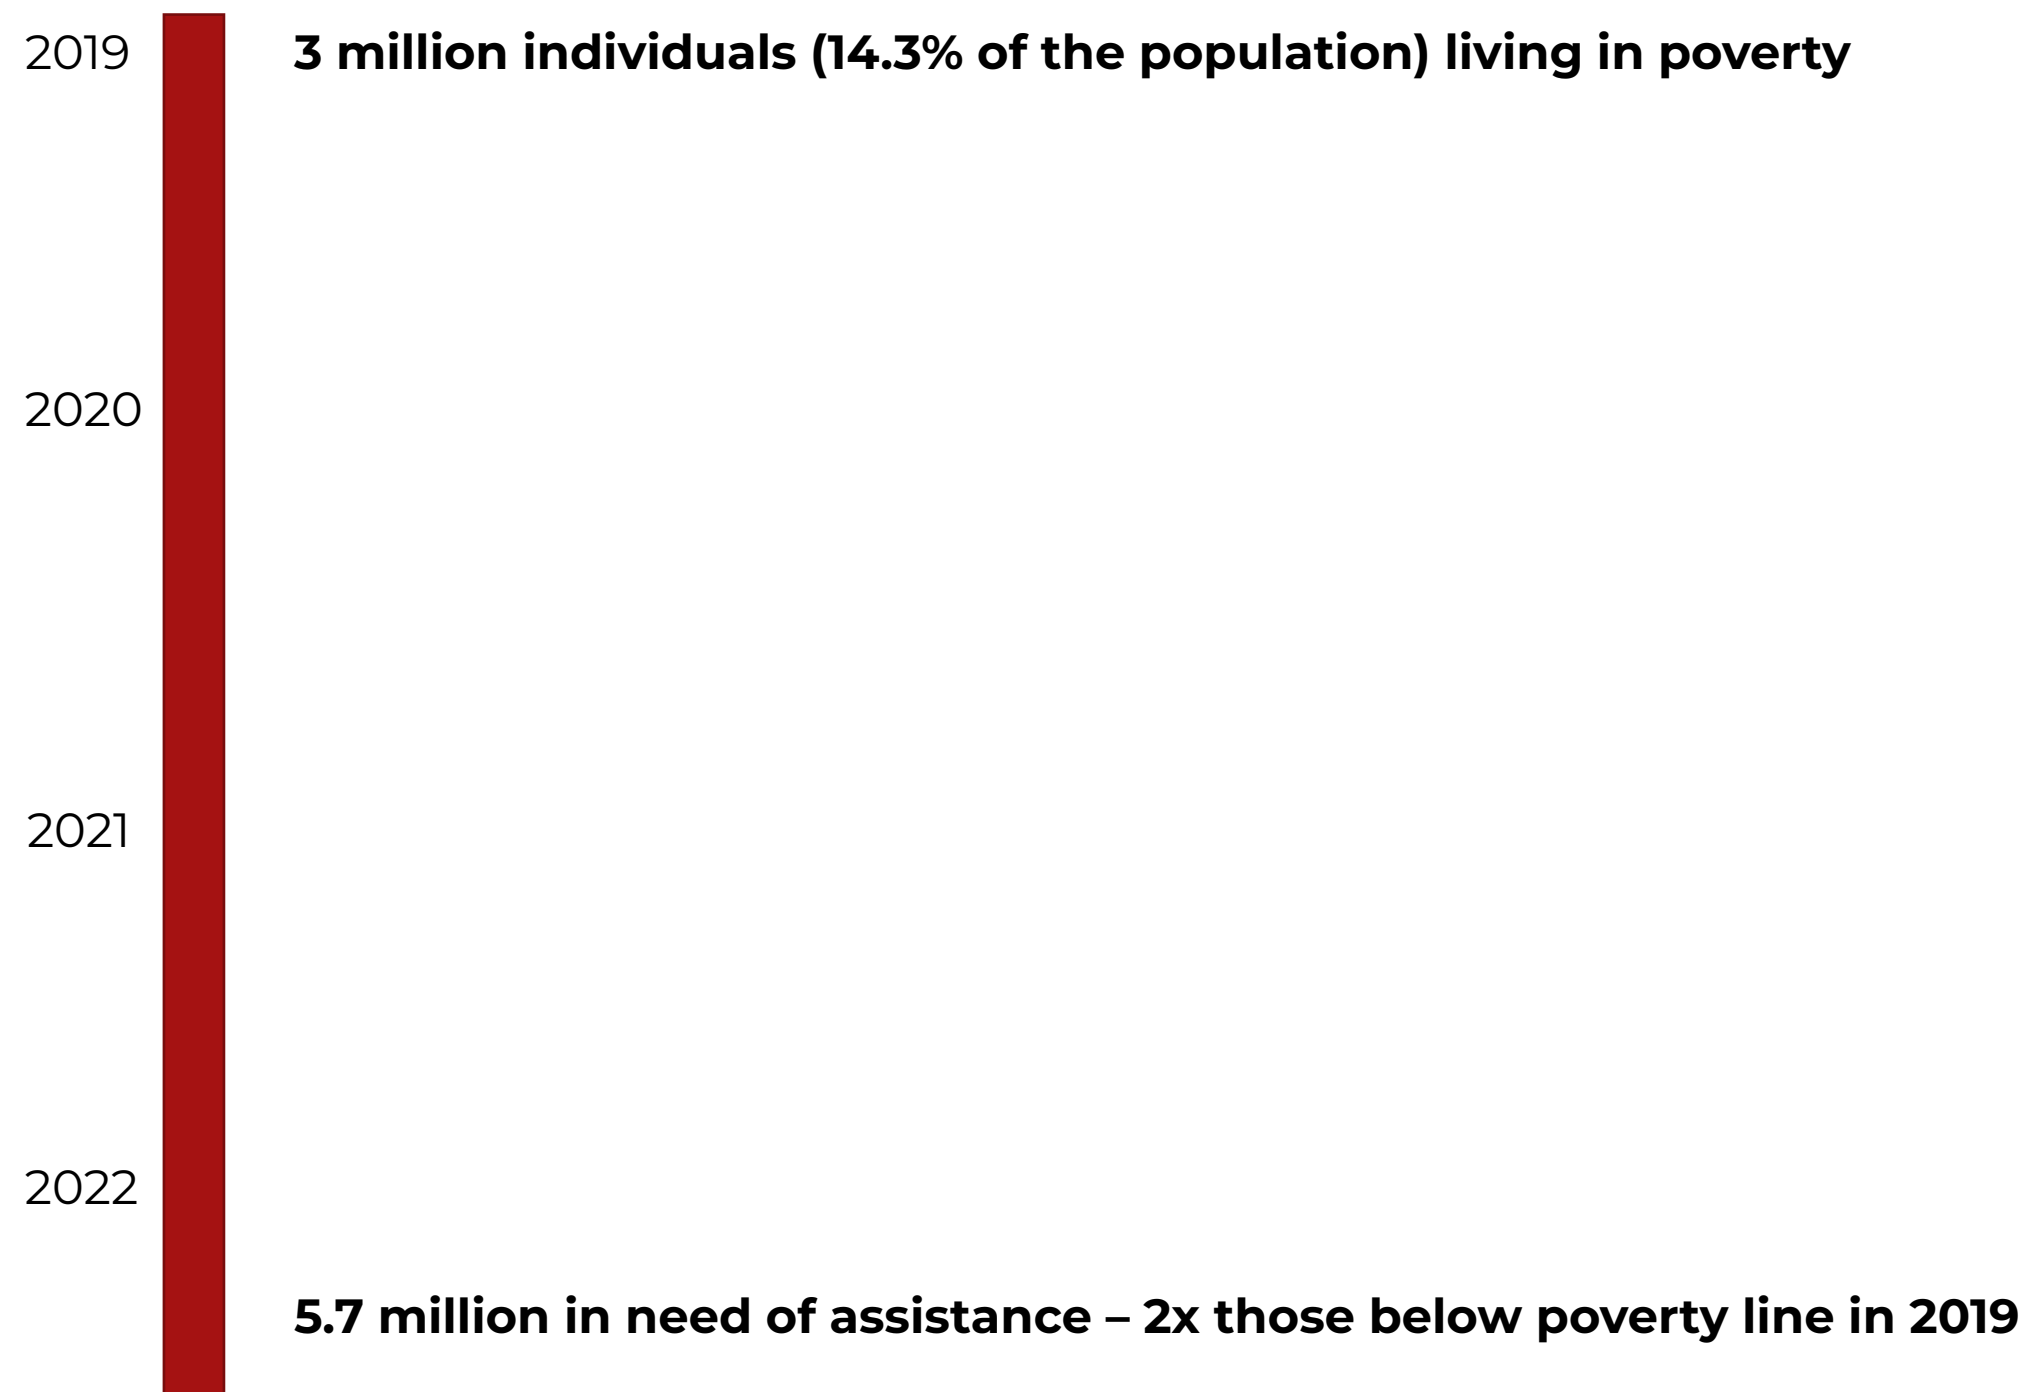 2019
3 million individuals (14.3% of the population) living in poverty
2020
2021
2022
5.7 million in need of assistance – 2x those below poverty line in 2019